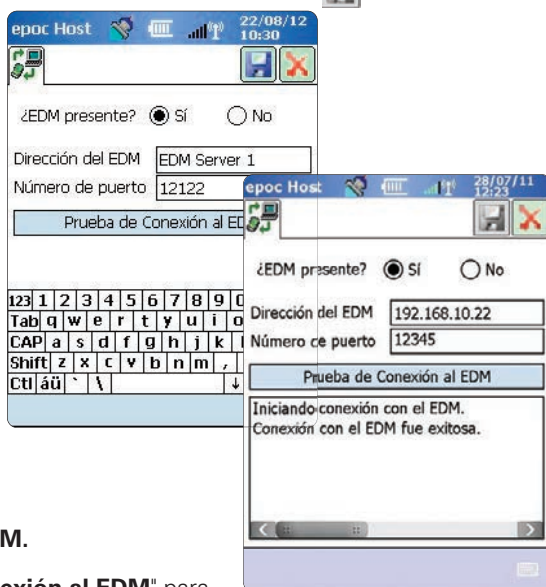 epoc Host 22/08/12
10:30
¿EDM presente? Sí No
Dirección del EDM EDM Server 1
Número de puerto 12122
Prueba de Conexión al ED
123 1 2 3 4 5 6 7 8 9
Tab q w e r t y u i o
CAP a s d f g h j k
Shift z x c v b n m ,
Ctl áü ` \ ↓
epoc Host 28/07/11
12:23
¿EDM presente? Sí No
Dirección del EDM 192.168.10.22
Número de puerto 12345
Prueba de Conexión al EDM
Iniciando conexión con el EDM.
Conexión con el EDM fue exitosa.
M.
exión al EDM" para